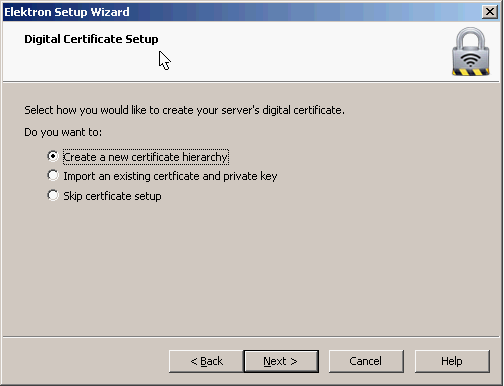 Elektron Setup Wizard
Digital Certificate Setup
Select how you would like to create your server's digital certificate.
Do you want to:
Create a new certificate hierarchy
Import an existing certficate and private key
Skip certficate setup
< Back
Next >
Cancel
Help